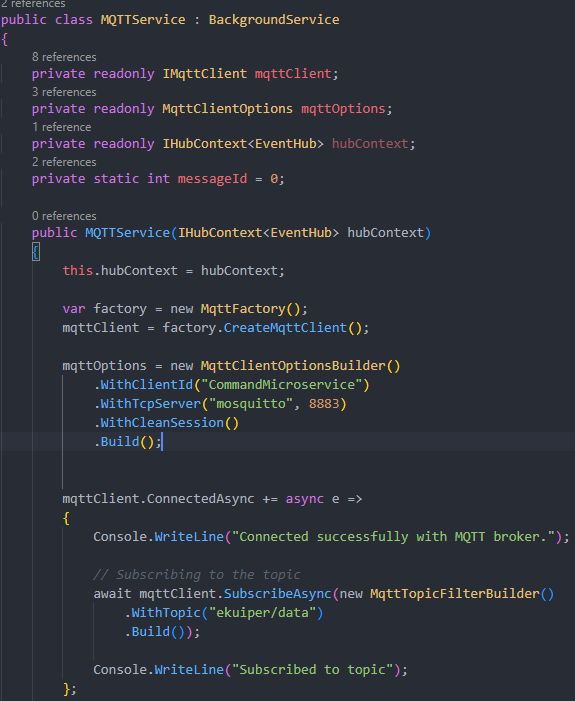 2 references
public class MQTTService : BackgroundService
{
8 references
private readonly IMqttClient mqttClient;
3 references
private readonly MqttClientOptions mqttOptions;
1 reference
private readonly IHubContext<EventHub> hubContext;
2 references
private static int messageId = 0;
0 references
public MQTTService(IHubContext<EventHub> hubContext)
{
this.hubContext = hubContext;
var factory = new MqttFactory();
mqttClient = factory.CreateMqttClient();
mqttOptions = new MqttClientOptionsBuilder()
.WithClientId("CommandMicroservice")
.WithTcpServer("mosquitto", 8883)
.WithCleanSession()
.Build();
mqttClient.ConnectedAsync += async e =>
{
Console.WriteLine("Connected successfully with MQTT broker.");
// Subscribing to the topic
await mqttClient.SubscribeAsync(new MqttTopicFilterBuilder()
.WithTopic("ekuiper/data")
.Build());
Console.WriteLine("Subscribed to topic");
};